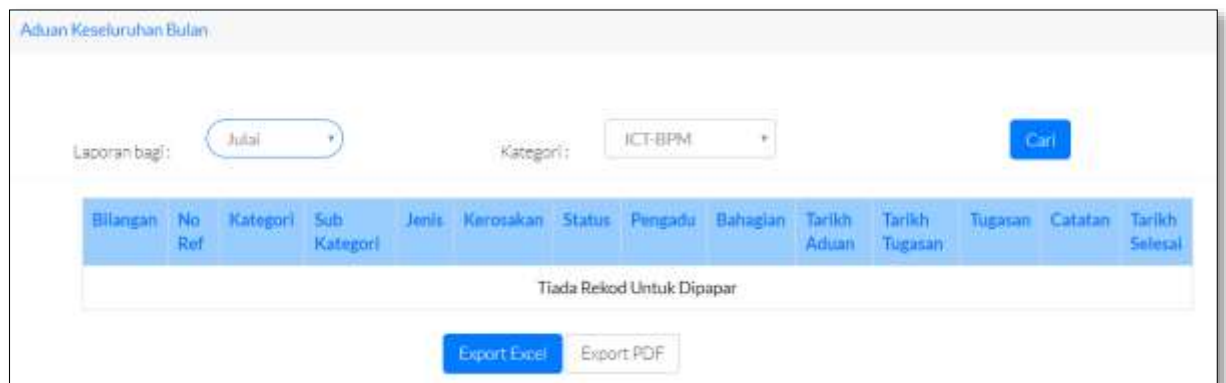 Aduan Keseluruhan Bulan
Laporan bagi : Julai Kategori : ICT-BPM Cari
Bilangan No Ref Kategori Sub Kategori Jenis Kerosakan Status Pengadu Bahagian Tarikh Aduan Tarikh Tugasan Tugasan Catatan Tarikh Selesai
Tiada Rekod Untuk Dipapar
Export Excel Export PDF